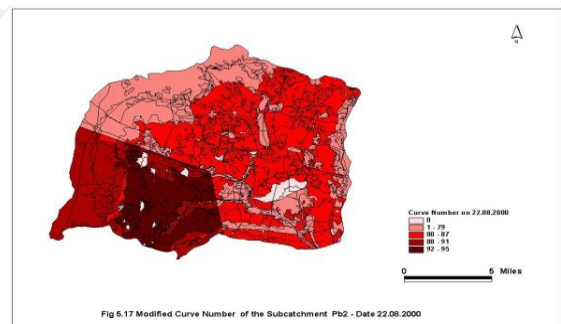 N
Curve Number on 22.08.2000
0
1 - 79
80 - 87
88 - 91
92 - 95
0 6 Miles
Fig 5.17 Modified Curve Number of the Subcatchment Pb2 - Date 22.08.2000